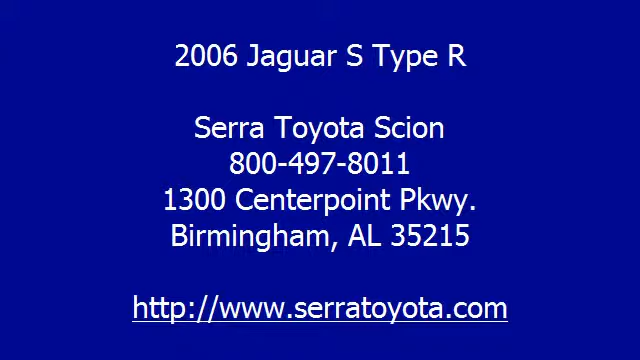 2006 Jaguar S Type R
Serra Toyota Scion
800-497-8011
1300 Centerpoint Pkwy.
Birmingham, AL 35215
http://www.serratoyota.com